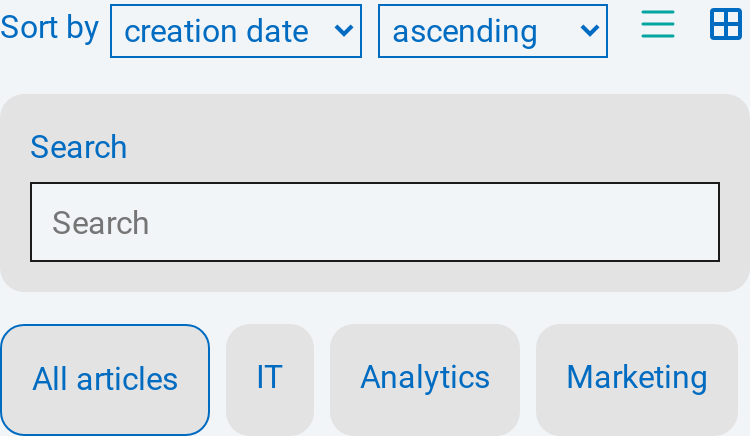 Sort by creation date ascending
Search
Search
All articles IT Analytics Marketing